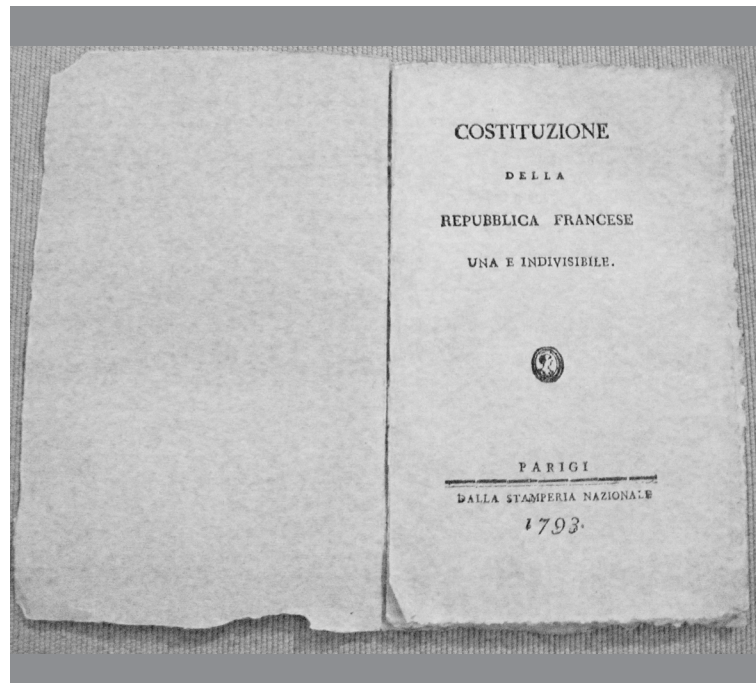 COSTITUZIONE
DELLA
REPUBBLICA FRANCESE
UNA E INDIVISIBILE.
PARIGI
DALLA STAMPERIA NAZIONALE
1793.